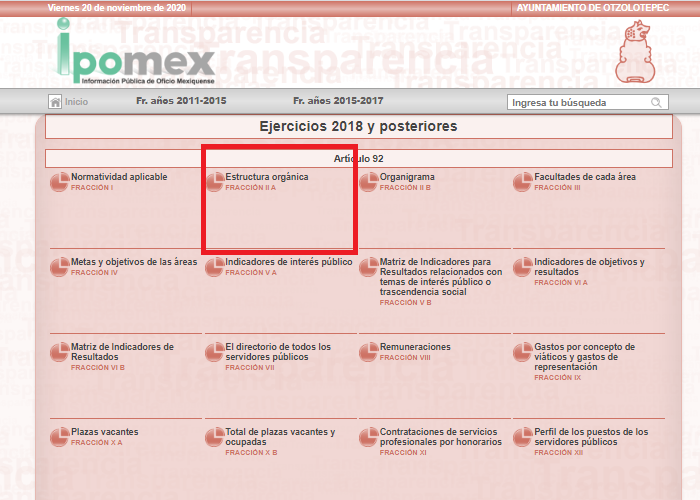 Viernes 20 de noviembre de 2020
AYUNTAMIENTO DE OTZOLOTEPEC
Transparencia
Transparencia
ipomex
Información Pública de Oficio Mexiquense
Inicio
Fr. años 2011-2015
Fr. años 2015-2017
Ingresa tu búsqueda
Ejercicios 2018 y posteriores
Artículo 92
Normatividad aplicable
FRACCIÓN I
Estructura orgánica
FRACCIÓN II A
Organigrama
FRACCIÓN II B
Facultades de cada área
FRACCIÓN III
Metas y objetivos de las áreas
FRACCIÓN IV
Indicadores de interés público
FRACCIÓN V A
Matriz de Indicadores para
Resultados relacionados con
temas de interés público o
trascendencia social
FRACCIÓN V B
Indicadores de objetivos y
resultados
FRACCIÓN VI A
Matriz de Indicadores de
Resultados
FRACCIÓN VI B
El directorio de todos los
servidores públicos
FRACCIÓN VII
Remuneraciones
FRACCIÓN VIII
Gastos por concepto de
viáticos y gastos de
representación
FRACCIÓN IX
Plazas vacantes
FRACCIÓN X A
Total de plazas vacantes y
ocupadas
FRACCIÓN X B
Contrataciones de servicios
profesionales por honorarios
FRACCIÓN XI
Perfil de los puestos de los
servidores públicos
FRACCIÓN XII